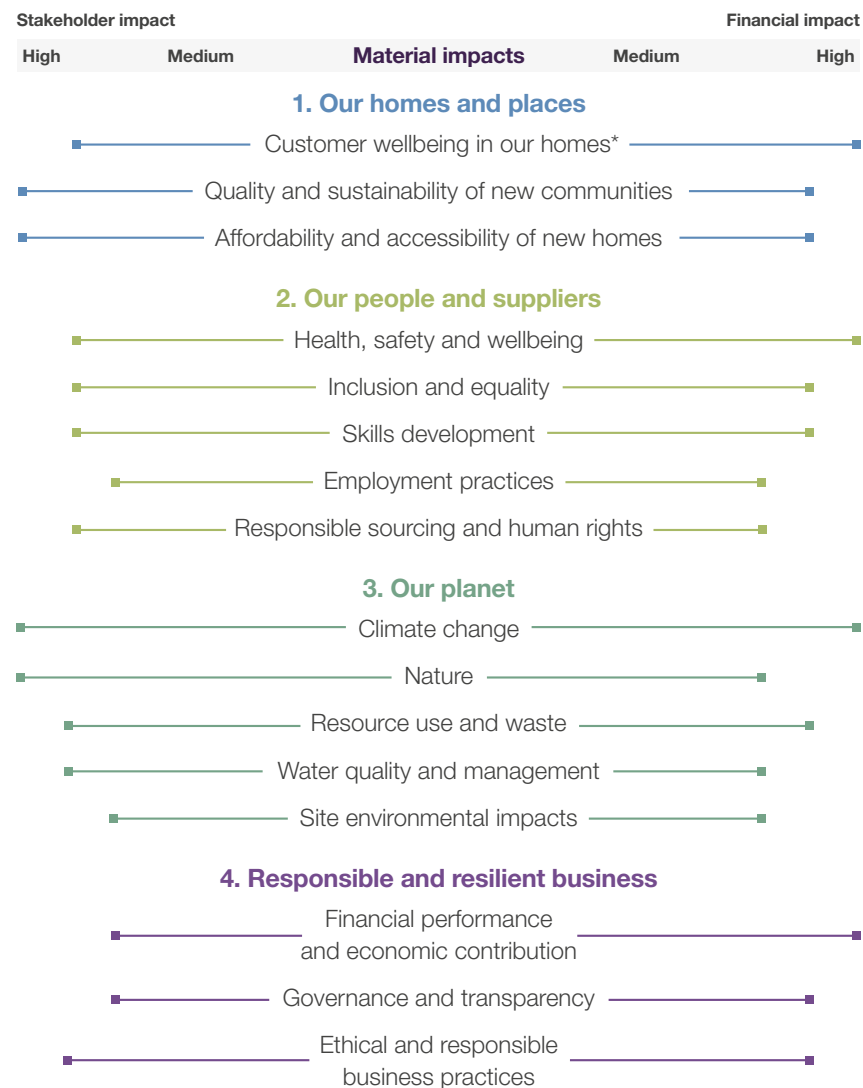 Stakeholder impact Financial impact
High Medium Material impacts Medium High
1. Our homes and places
Customer wellbeing in our homes*
Quality and sustainability of new communities
Affordability and accessibility of new homes
2. Our people and suppliers
Health, safety and wellbeing
Inclusion and equality
Skills development
Employment practices
Responsible sourcing and human rights
3. Our planet
Climate change
Nature
Resource use and waste
Water quality and management
Site environmental impacts
4. Responsible and resilient business
Financial performance
and economic contribution
Governance and transparency
Ethical and responsible
business practices